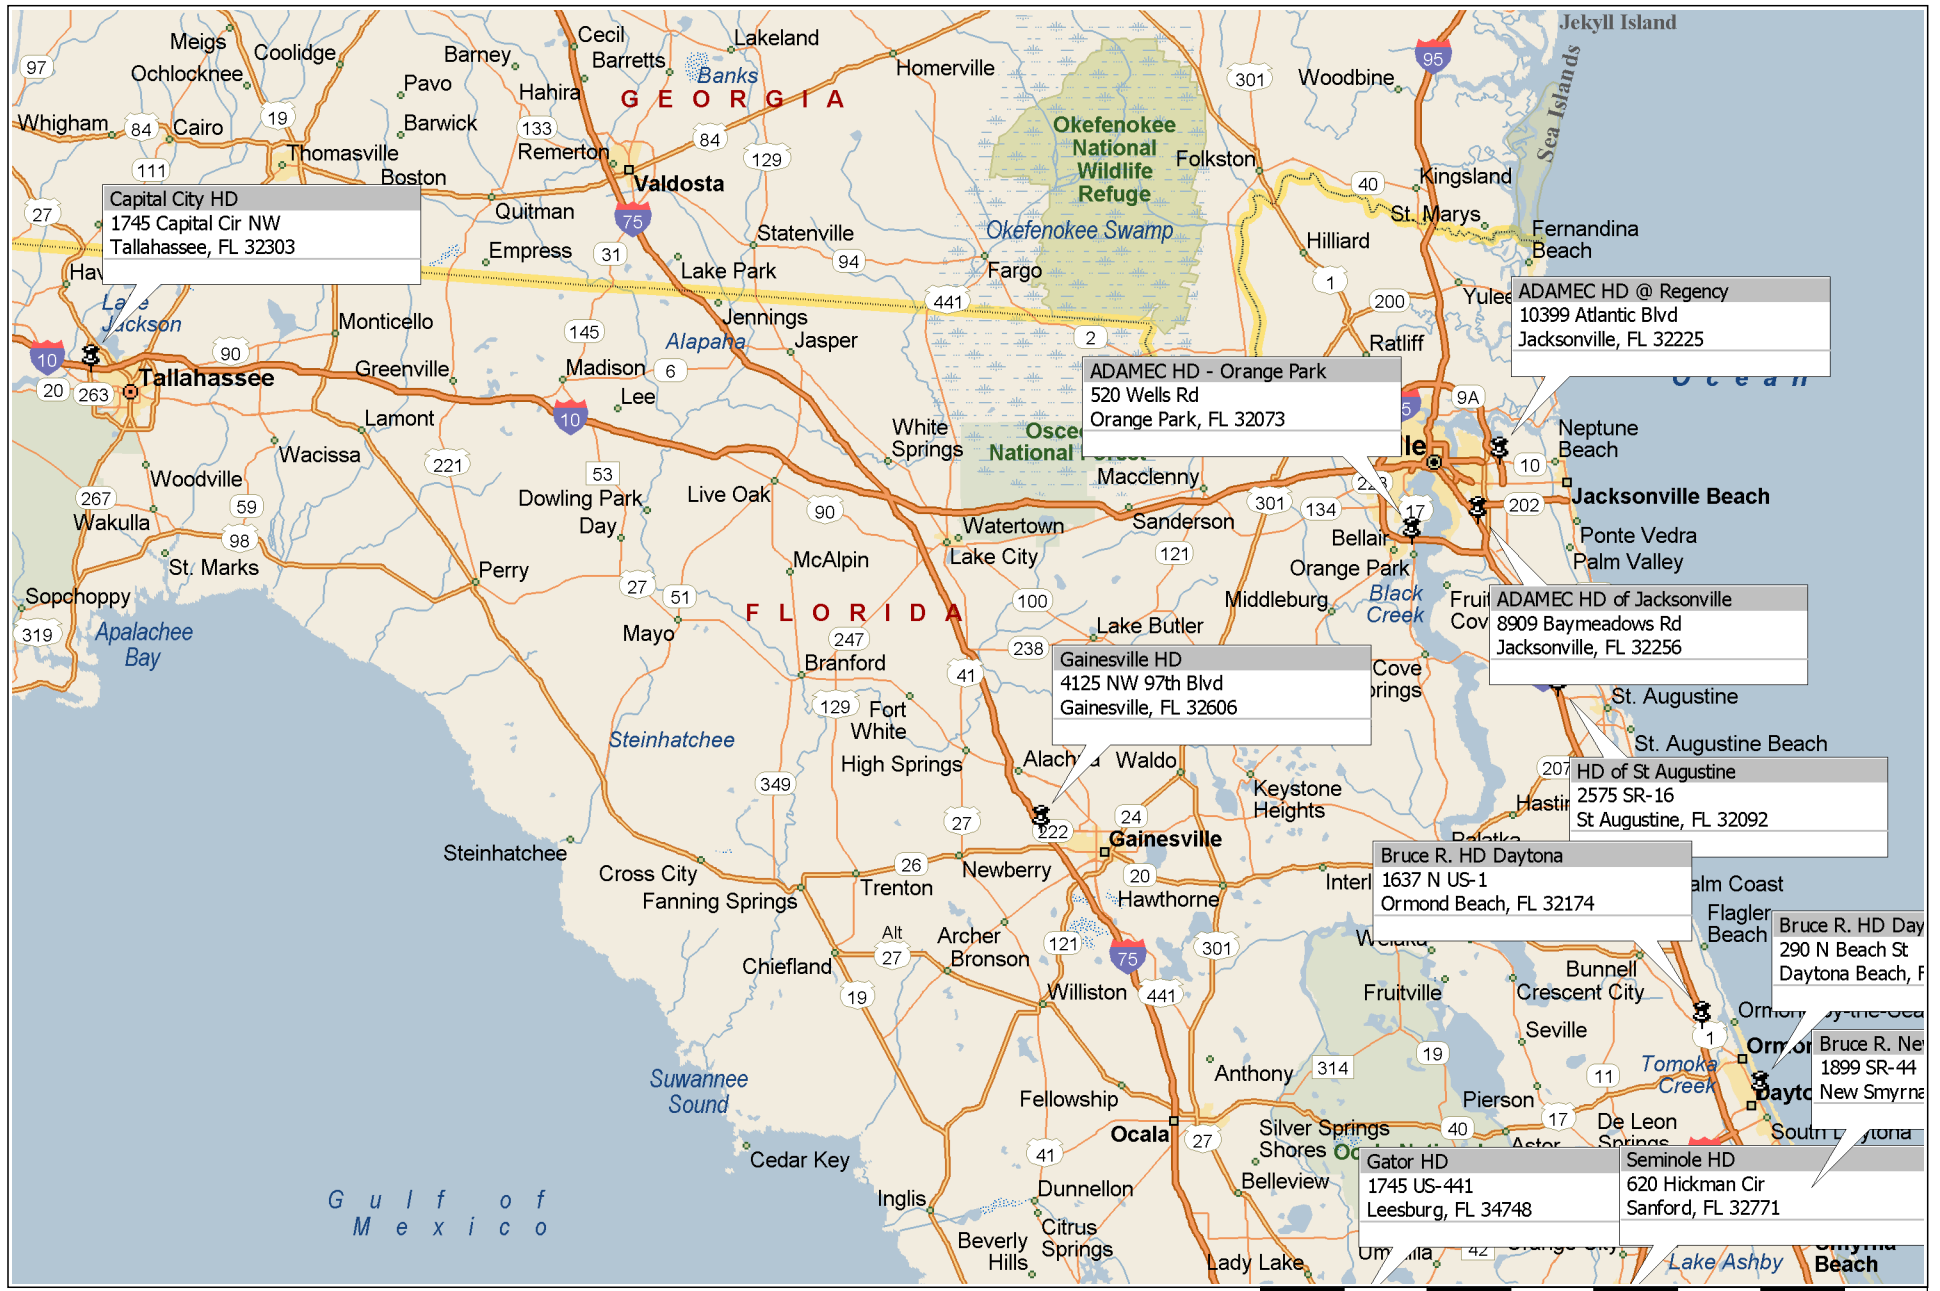 Jekyll Island
Sea Islands
Meigs
Coolidge
Barney
Cecil
Barretts
Lakeland
Banks
Homerville
301
95
Woodbine
97
Ochlocknee
Pavo
Hahira
GEORGIA
Whigham
84
Cairo
19
Barwick
133
Remerton
84
129
Okefenokee
National
Wildlife
Refuge
Folkston
111
Thomasville
Boston
Valdosta
40
Kingsland
Capital City HD
1745 Capital Cir NW
Tallahassee, FL 32303
27
Quitman
75
St. Marys
Okefenokee Swamp
Statenville
Fernandina
Beach
Hilliard
Empress
31
Lake Park
94
Fargo
1
441
200
Lake
Jackson
Monticello
Jennings
145
Alapaha
Jasper
2
Ratliff
ADAMEC HD @ Regency
10399 Atlantic Blvd
Jacksonville, FL 32225
Ocean
10
90
Tallahassee
20
263
Greenville
Madison
6
Lee
10
ADAMEC HD - Orange Park
520 Wells Rd
Orange Park, FL 32073
9A
Lamont
Wacissa
White
Springs
Neptune
Beach
10
Woodville
221
53
Dowling Park
Day
Live Oak
90
Macclenny
Sanderson
301
134
17
202
Jacksonville Beach
267
59
Wakulla
98
St. Marks
Watertown
Lake City
121
Bellair
Orange Park
Ponte Vedra
Palm Valley
Perry
McAlpin
27
51
100
Middleburg
Black
Creek
Sopchoppy
319
Apalachee
Bay
Mayo
FLORIDA
247
238
Lake Butler
ADAMEC HD of Jacksonville
8909 Baymeadows Rd
Jacksonville, FL 32256
Branford
41
Gainesville HD
4125 NW 97th Blvd
Gainesville, FL 32606
Cove
129
Fort
White
Steinhatchee
High Springs
Waldo
St. Augustine
St. Augustine Beach
349
207
HD of St Augustine
2575 SR-16
St Augustine, FL 32092
Keystone
Heights
27
222
24
Gainesville
Steinhatchee
Cross City
Fanning Springs
26
Trenton
Newberry
20
Hawthorne
Bruce R. HD Daytona
1637 N US-1
Ormond Beach, FL 32174
Flagler
Beach
Alt
27
Archer
Bronson
121
75
301
Chiefland
19
Williston
441
Fruitville
Bunnell
Crescent City
Seville
Bruce R. HD Day
290 N Beach St
Daytona Beach, F
1
Suwannee
Sound
Anthony
314
19
11
Tomoka
Creek
Bruce R. Ne
1899 SR-44
New Smyrna
Fellowship
Ocala
27
Pierson
17
De Leon
Springs
Silver Springs
Shores
40
Astor
South Daytona
Cedar Key
41
Belleview
Gator HD
1745 US-441
Leesburg, FL 34748
Seminole HD
620 Hickman Cir
Sanford, FL 32771
Gulf of
Mexico
Inglis
Dunnellon
Citrus
Springs
Beverly
Hills
Lady Lake
42
Lake Ashby
Beach